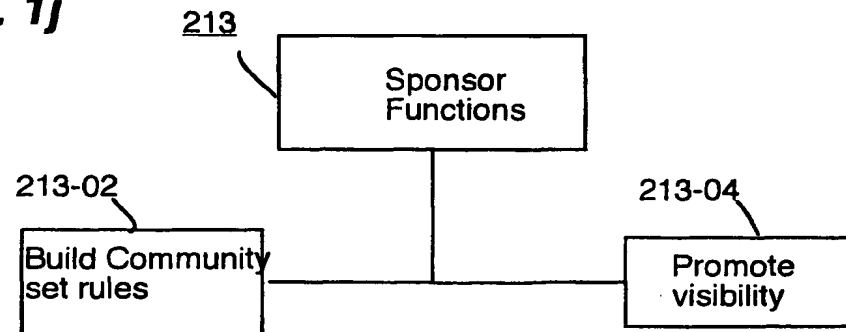 . 1j
213
Sponsor
Functions
213-02
213-04
Build Community
set rules
Promote
visibility